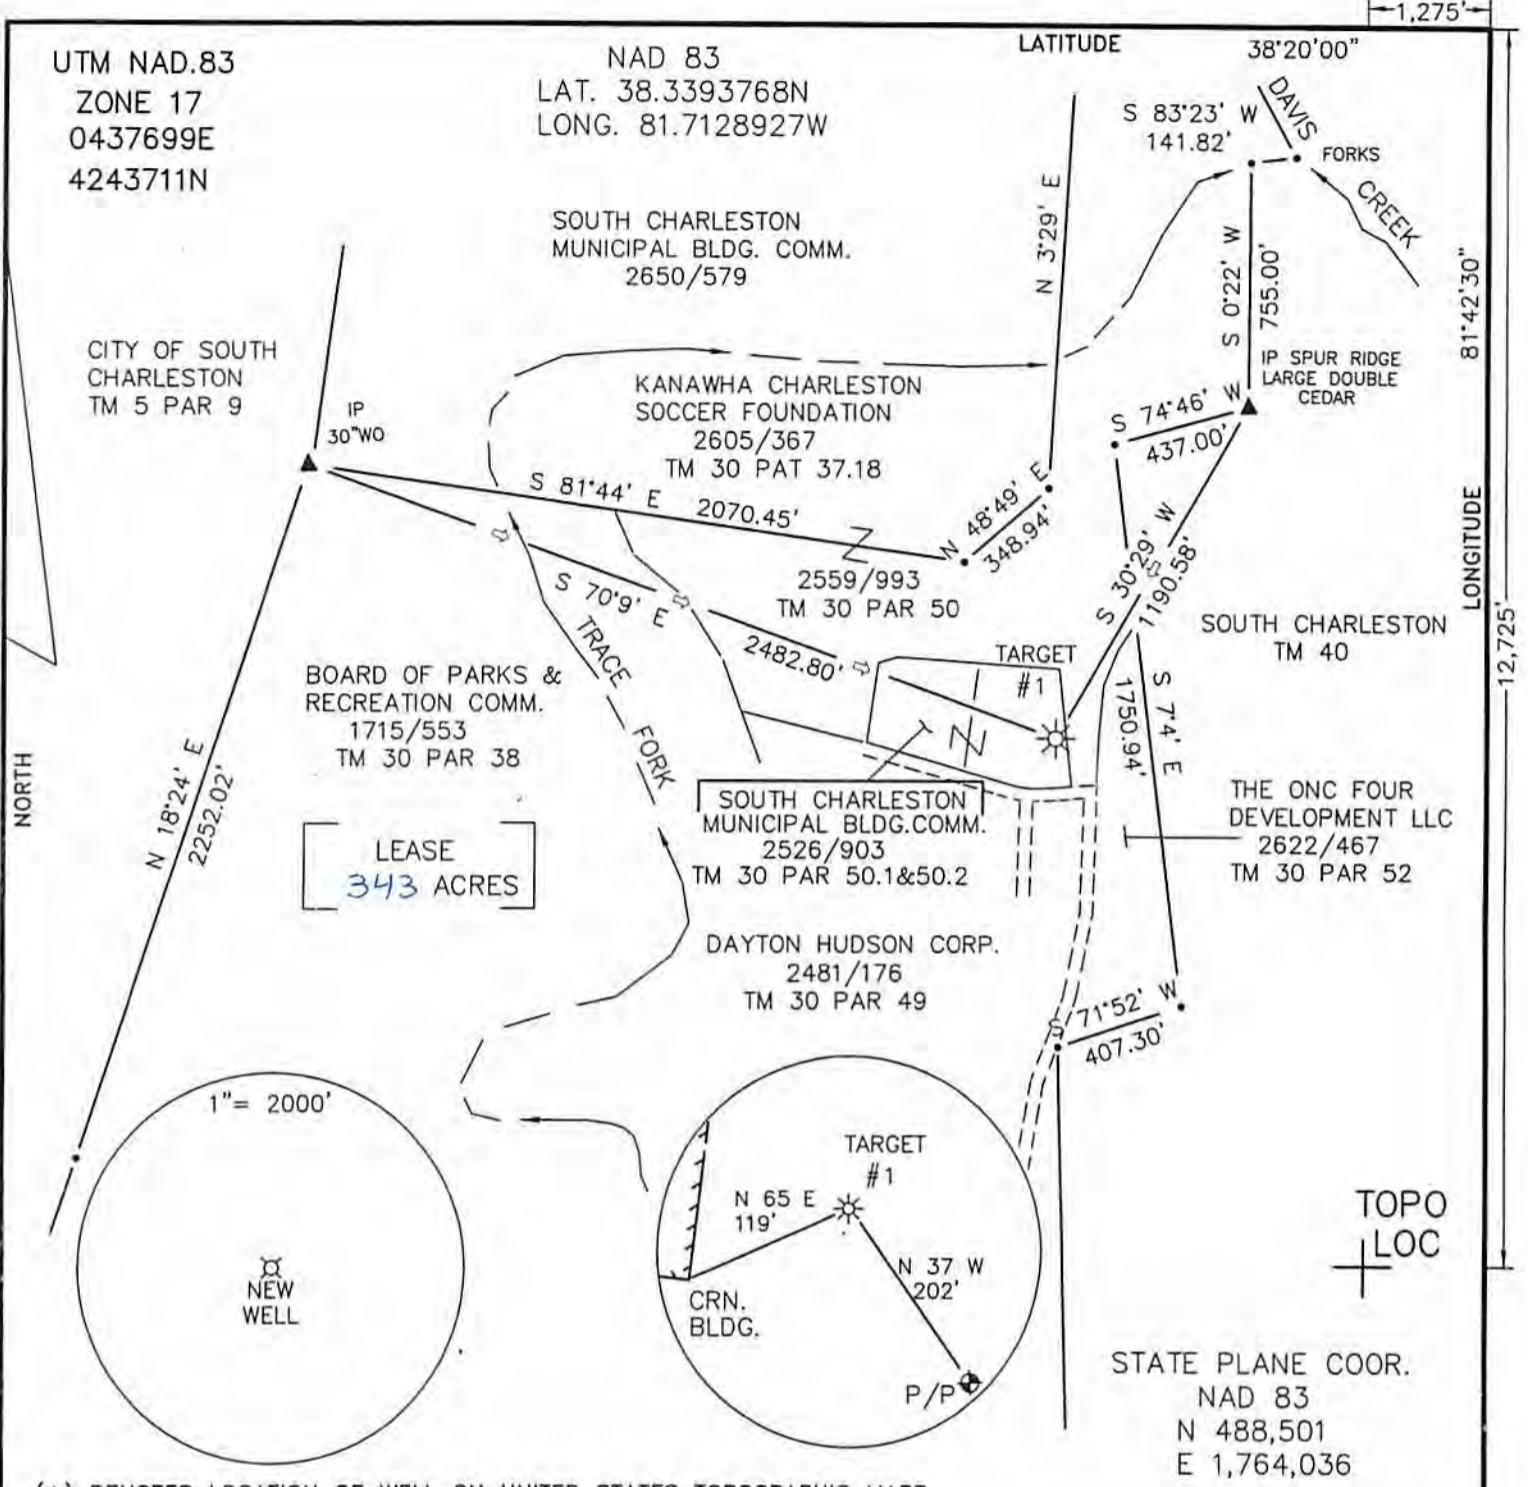 1,275'
UTM NAD.83
ZONE 17
0437699E
4243711N
NAD 83
LAT. 38.3393768N
LONG. 81.7128927W
LATITUDE
38°20'00"
DAVIS
CREEK
FORKS
S 83°23' W
141.82'
N 3°29' E
S 0°22' W
755.00'
81°42'30"
LONGITUDE
12,725'
SOUTH CHARLESTON
MUNICIPAL BLDG. COMM.
2650/579
CITY OF SOUTH
CHARLESTON
TM 5 PAR 9
IP
30"WO
KANAWHA CHARLESTON
SOCCER FOUNDATION
2605/367
TM 30 PAT 37.18
IP SPUR RIDGE
LARGE DOUBLE
CEDAR
S 74°46' W
437.00'
S 81°44' E 2070.45'
N 48°49' E
348.94'
S 30°29' W
1190.58'
2559/993
TM 30 PAR 50
S 70°9' E
2482.80'
TRACE FORK
SOUTH CHARLESTON
TM 40
TARGET
#1
BOARD OF PARKS &
RECREATION COMM.
1715/553
TM 30 PAR 38
S 7°4' E
1750.94'
NORTH
N 18°24' E
2252.02'
LEASE
343 ACRES
SOUTH CHARLESTON
MUNICIPAL BLDG.COMM.
2526/903
TM 30 PAR 50.1&50.2
THE ONC FOUR
DEVELOPMENT LLC
2622/467
TM 30 PAR 52
DAYTON HUDSON CORP.
2481/176
TM 30 PAR 49
S 71°52' W
407.30'
1"= 2000'
NEW
WELL
TARGET
#1
N 65 E
119'
N 37 W
202'
CRN.
BLDG.
P/P
TOPO
LOC
STATE PLANE COOR.
NAD 83
N 488,501
E 1,764,036
(+) DENOTES LOCATION OF WELL ON UNITED STATES TOPOGRAPHIC MAPS